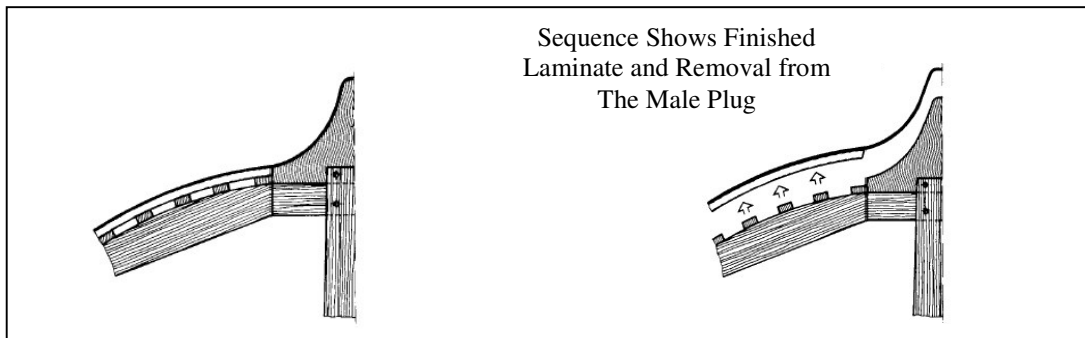 Sequence Shows Finished
Laminate and Removal from
The Male Plug